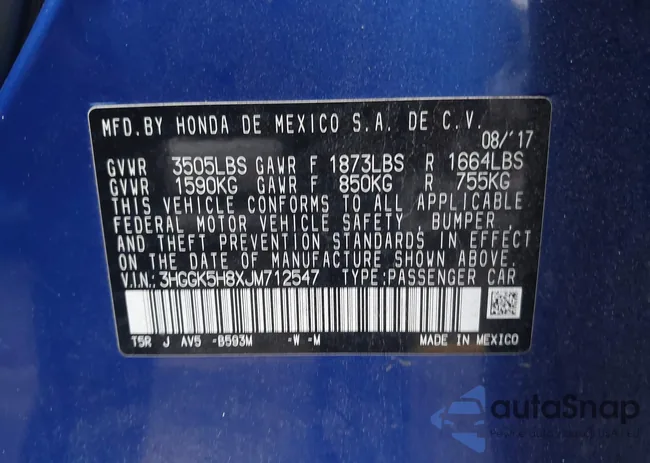 MFD.BY HONDA DE MEXICO S.A. DE C.V.
08/'17
GVWR 3505LBS GAWR F 1873LBS R 1664LBS
GVWR 1590KG GAWR F 850KG R 755KG
THIS VEHICLE CONFORMS TO ALL APPLICABLE
FEDERAL MOTOR VEHICLE SAFETY, BUMPER,
AND THEFT PREVENTION STANDARDS IN EFFECT
ON THE DATE OF MANUFACTURE SHOWN ABOVE.
V.I.N.: 3HGGK5H8XJM712547 TYPE:PASSENGER CAR
T5R J AV5 -B593M -W -M MADE IN MEXICO
autoSnap